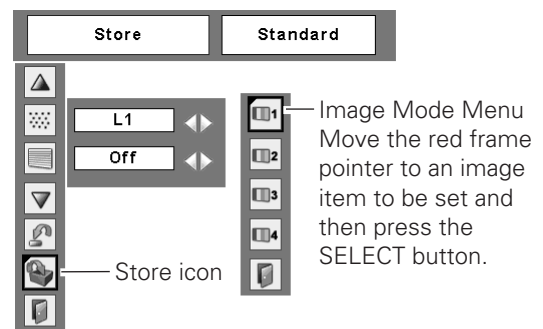 Store Standard
L1
Off
1
2
3
4
Image Mode Menu
Move the red frame
pointer to an image
item to be set and
then press the
SELECT button.
Store icon